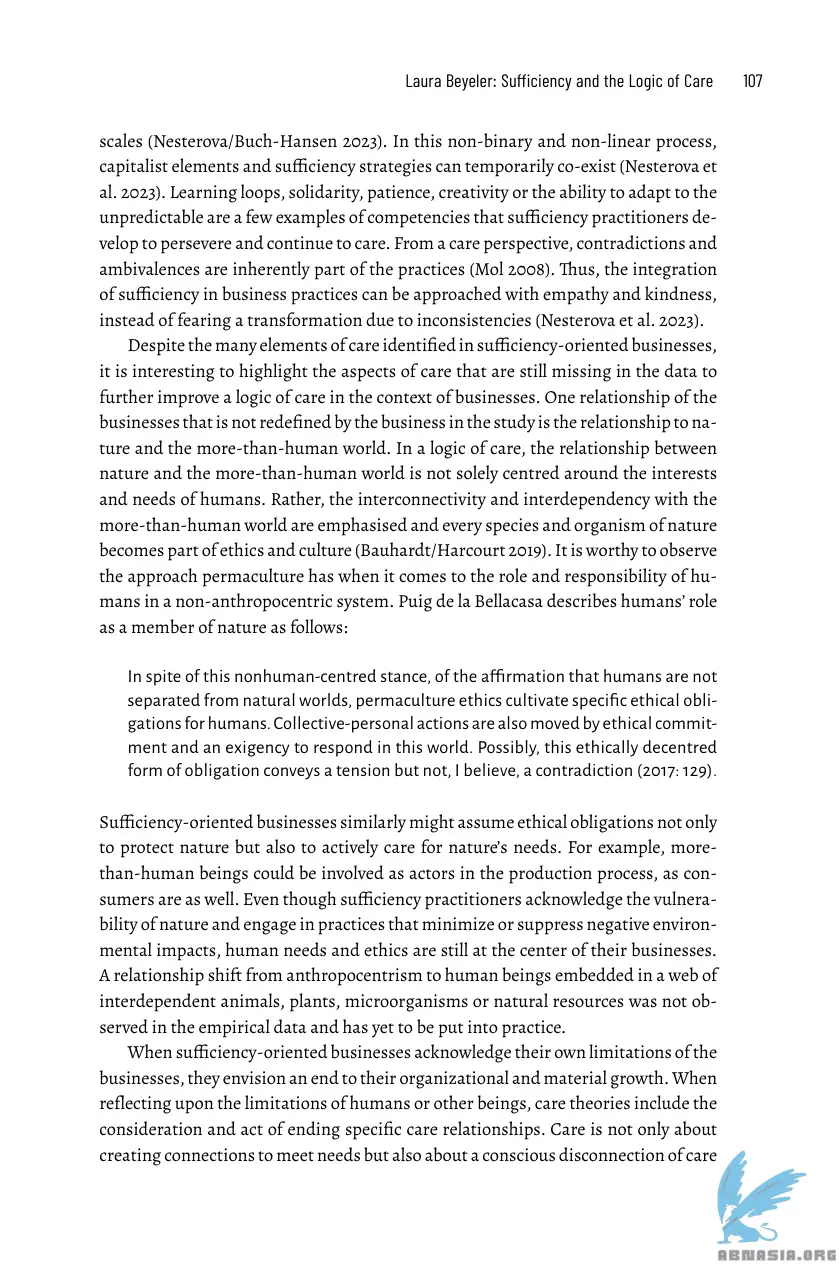 Laura Beyeler: Sufficiency and the Logic of Care 107
scales (Nesterova/Buch-Hansen 2023). In this non-binary and non-linear process,
capitalist elements and sufficiency strategies can temporarily co-exist (Nesterova et
al. 2023). Learning loops, solidarity, patience, creativity or the ability to adapt to the
unpredictable are a few examples of competencies that sufficiency practitioners de-
velop to persevere and continue to care. From a care perspective, contradictions and
ambivalences are inherently part of the practices (Mol 2008). Thus, the integration
of sufficiency in business practices can be approached with empathy and kindness,
instead of fearing a transformation due to inconsistencies (Nesterova et al. 2023).
Despite the many elements of care identified in sufficiency-oriented businesses,
it is interesting to highlight the aspects of care that are still missing in the data to
further improve a logic of care in the context of businesses. One relationship of the
businesses that is not redefined by the business in the study is the relationship to na-
ture and the more-than-human world. In a logic of care, the relationship between
nature and the more-than-human world is not solely centred around the interests
and needs of humans. Rather, the interconnectivity and interdependency with the
more-than-human world are emphasised and every species and organism of nature
becomes part of ethics and culture (Bauhardt/Harcourt 2019). It is worthy to observe
the approach permaculture has when it comes to the role and responsibility of hu-
mans in a non-anthropocentric system. Puig de la Bellacasa describes humans’ role
as a member of nature as follows:
In spite of this nonhuman-centred stance, of the affirmation that humans are not
separated from natural worlds, permaculture ethics cultivate specific ethical obli-
gations for humans. Collective-personal actions are also moved by ethical commit-
ment and an exigency to respond in this world. Possibly, this ethically decentred
form of obligation conveys a tension but not, I believe, a contradiction (2017: 129).
Sufficiency-oriented businesses similarly might assume ethical obligations not only
to protect nature but also to actively care for nature’s needs. For example, more-
than-human beings could be involved as actors in the production process, as con-
sumers are as well. Even though sufficiency practitioners acknowledge the vulnera-
bility of nature and engage in practices that minimize or suppress negative environ-
mental impacts, human needs and ethics are still at the center of their businesses.
A relationship shift from anthropocentrism to human beings embedded in a web of
interdependent animals, plants, microorganisms or natural resources was not ob-
served in the empirical data and has yet to be put into practice.
When sufficiency-oriented businesses acknowledge their own limitations of the
businesses, they envision an end to their organizational and material growth. When
reflecting upon the limitations of humans or other beings, care theories include the
consideration and act of ending specific care relationships. Care is not only about
creating connections to meet needs but also about a conscious disconnection of care
ABNASIA.ORG